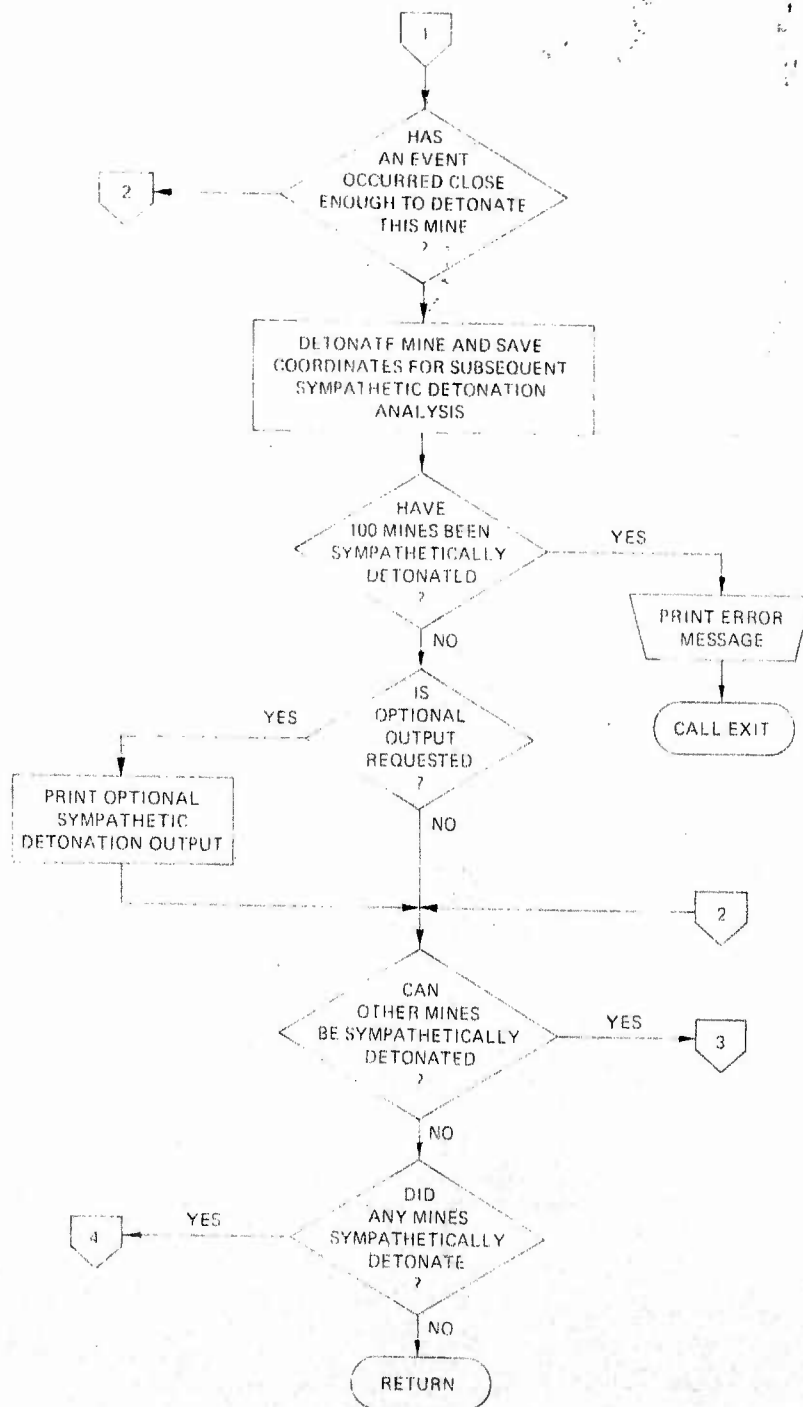 1
HAS
AN EVENT
OCCURRED CLOSE
ENOUGH TO DETONATE
THIS MINE
?
2
DETONATE MINE AND SAVE
COORDINATES FOR SUBSEQUENT
SYMPATHETIC DETONATION
ANALYSIS
HAVE
100 MINES BEEN
SYMPATHETICALLY
DETONATED
?
YES
PRINT ERROR
MESSAGE
CALL EXIT
NO
IS
OPTIONAL
OUTPUT
REQUESTED
?
YES
PRINT OPTIONAL
SYMPATHETIC
DETONATION OUTPUT
NO
2
CAN
OTHER MINES
BE SYMPATHETICALLY
DETONATED
?
YES
3
NO
DID
ANY MINES
SYMPATHETICALLY
DETONATE
?
YES
4
NO
RETURN